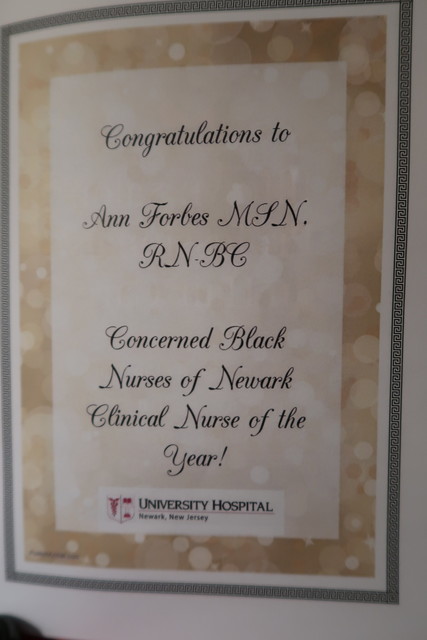 Congratulations to
Ann Forbes MSN,
RN-BC
Concerned Black
Nurses of Newark
Clinical Nurse of the
Year!
UNIVERSITY HOSPITAL
Newark, New Jersey